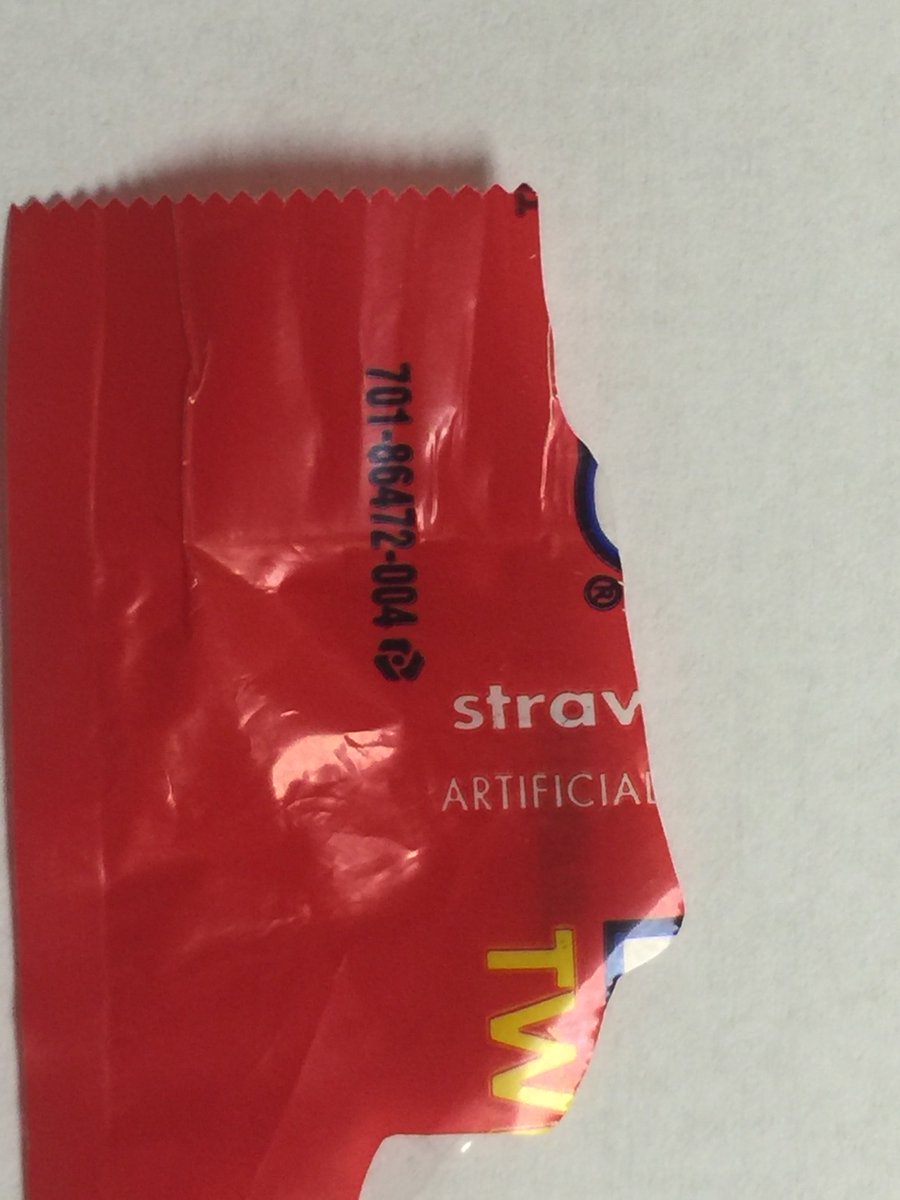 701-86472-004
®
strav
ARTIFICIAL
TW